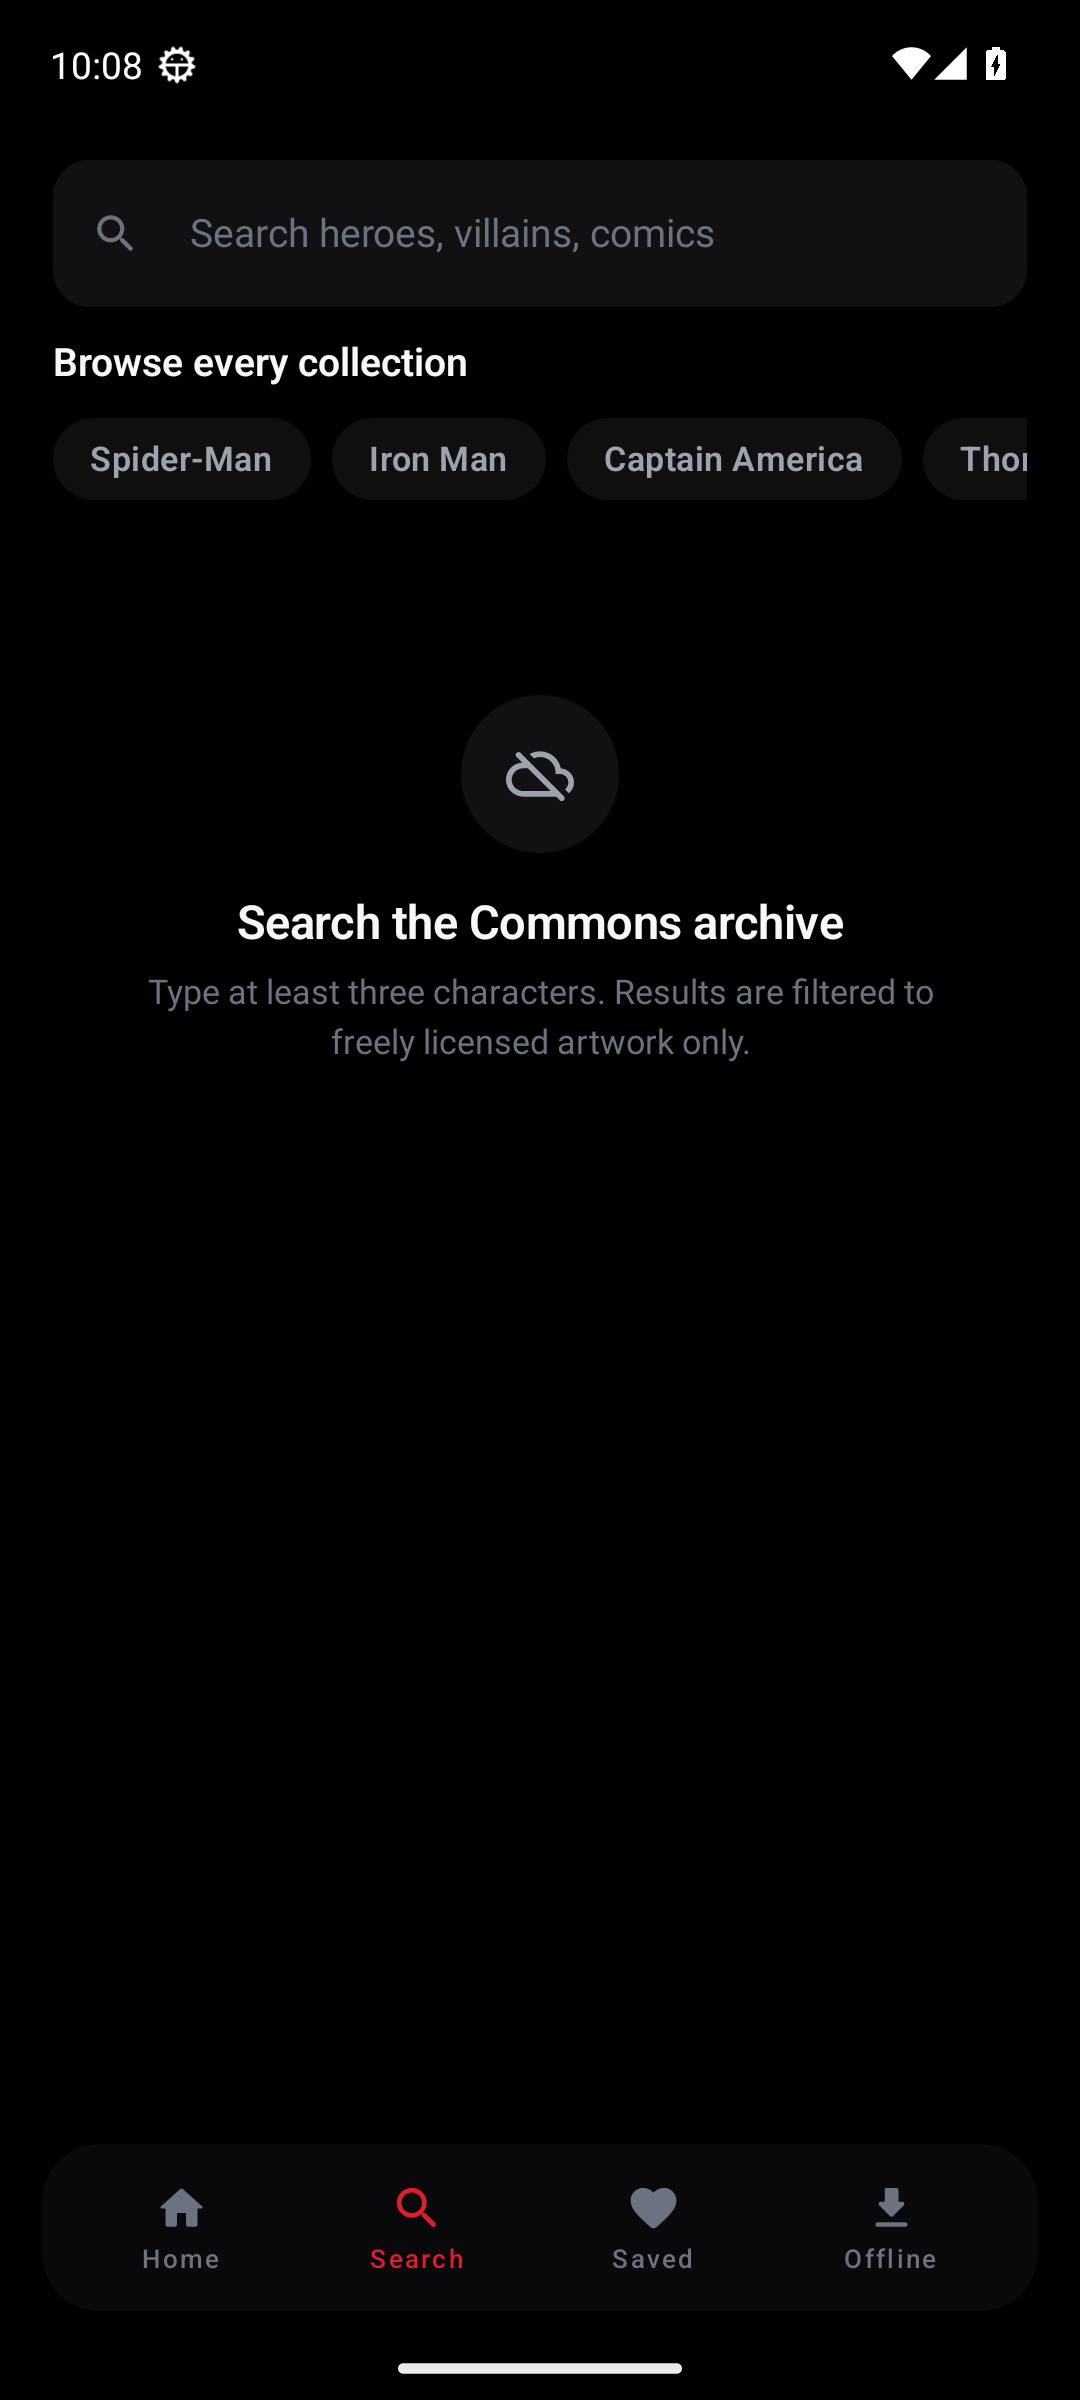 10:08
Search heroes, villains, comics
Browse every collection
Spider-Man
Iron Man
Captain America
Thor
Search the Commons archive
Type at least three characters. Results are filtered to
freely licensed artwork only.
Home
Search
Saved
Offline